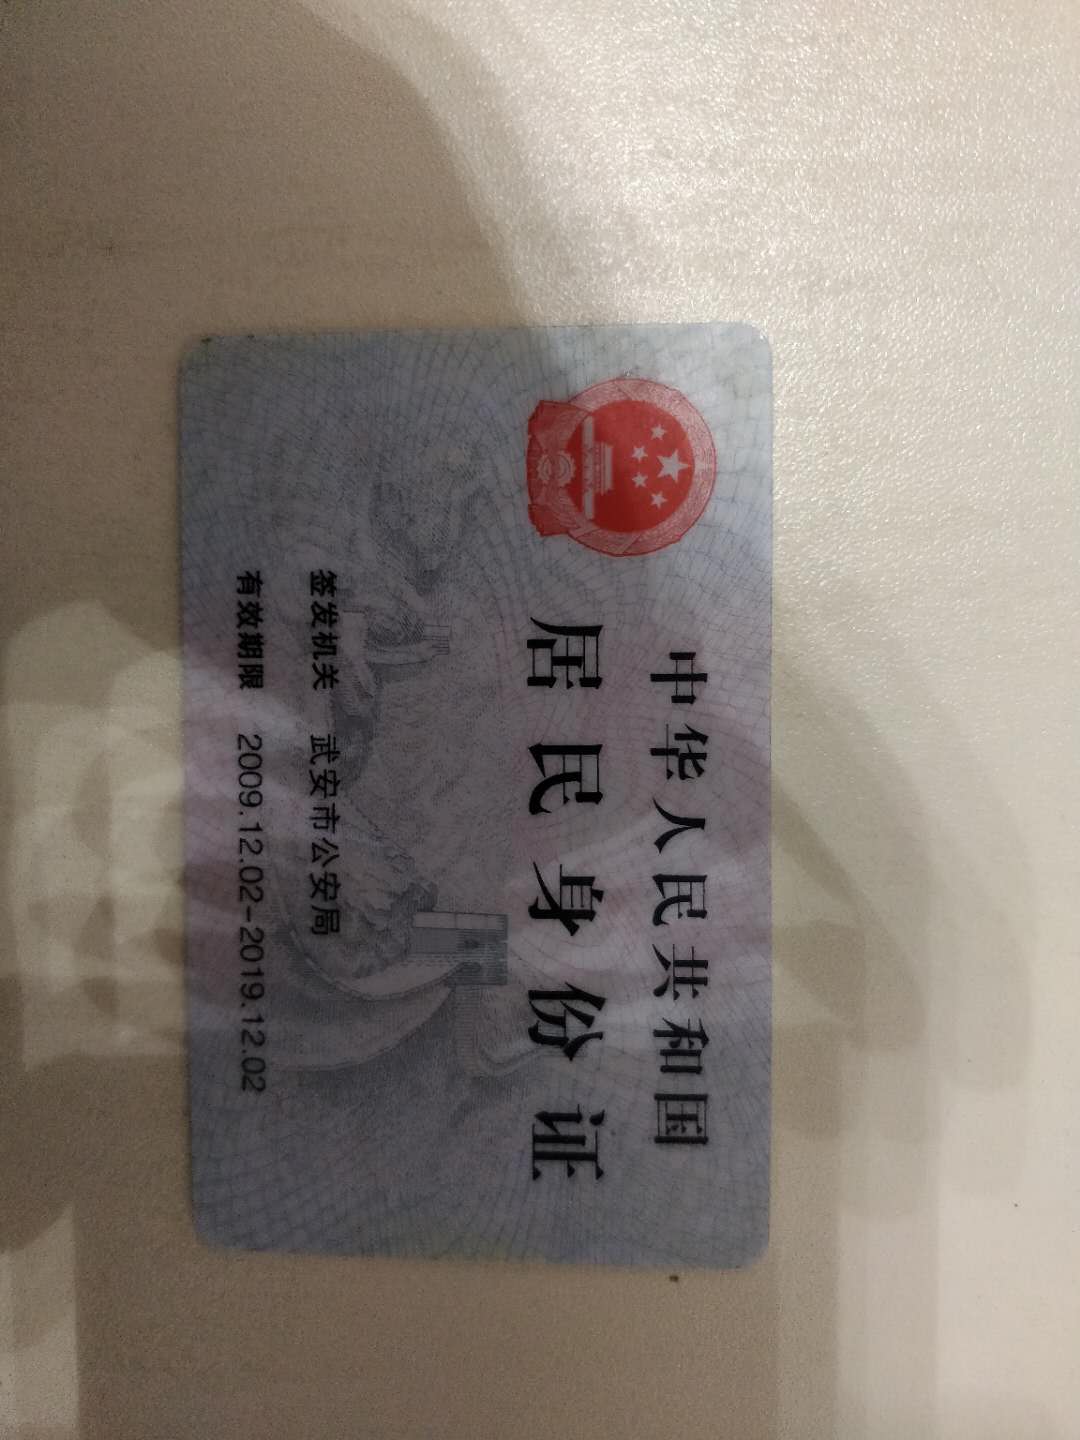 中华人民共和国
居民身份证
签发机关 武安市公安局
有效期限 2009.12.02-2019.12.02